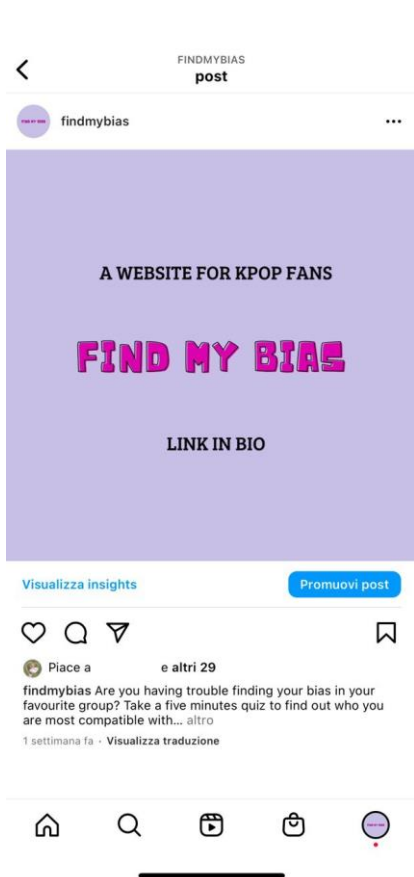 FINDMYBIAS
post
findmybias
A WEBSITE FOR KPOP FANS
FIND MY BIAS
LINK IN BIO
Visualizza insights
Promuovi post
Piace a e altri 29
findmybias Are you having trouble finding your bias in your
favourite group? Take a five minutes quiz to find out who you
are most compatible with... altro
1 settimana fa · Visualizza traduzione